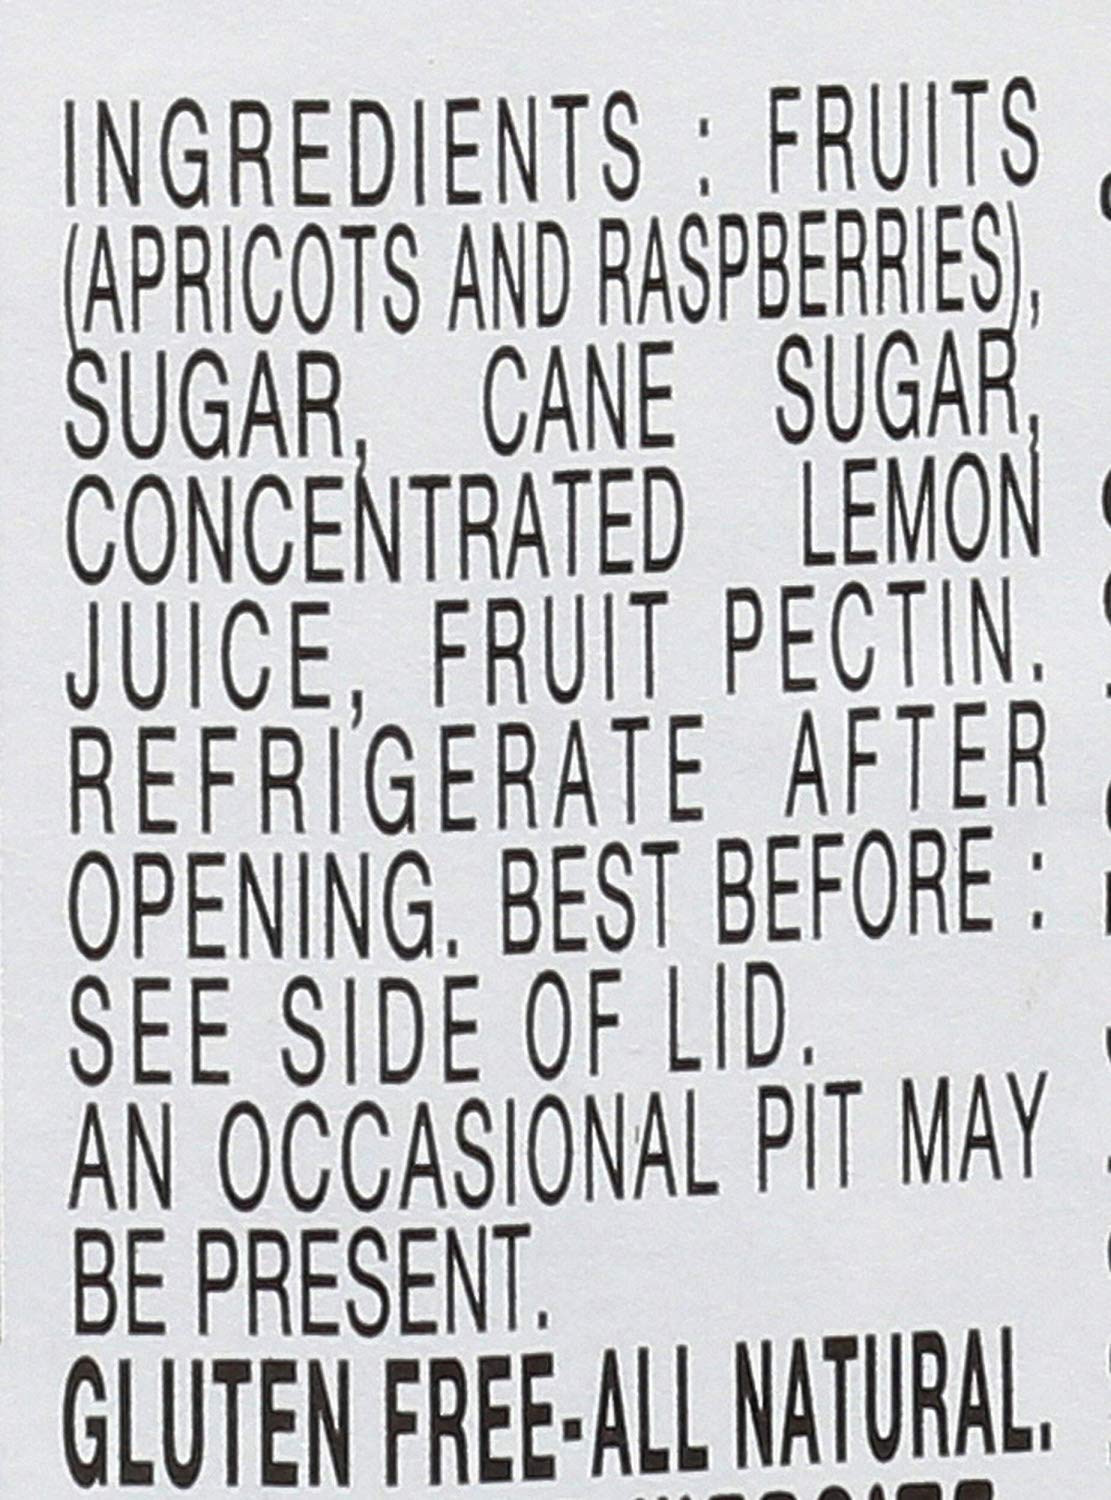 INGREDIENTS : FRUITS
(APRICOTS AND RASPBERRIES),
SUGAR, CANE SUGAR,
CONCENTRATED LEMON
JUICE, FRUIT PECTIN.
REFRIGERATE AFTER
OPENING. BEST BEFORE :
SEE SIDE OF LID.
AN OCCASIONAL PIT MAY
BE PRESENT.
GLUTEN FREE-ALL NATURAL.